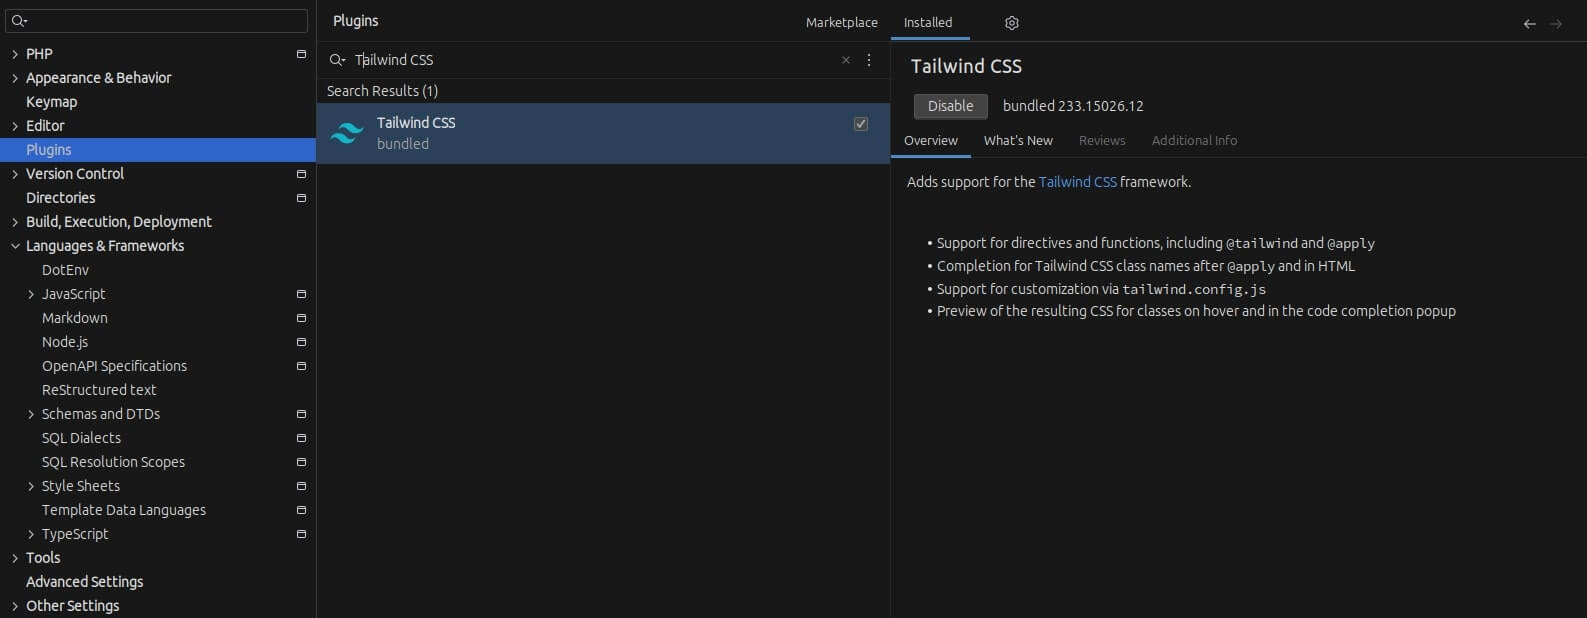 Plugins
Marketplace
Installed
PHP
Appearance & Behavior
Keymap
Editor
Plugins
Version Control
Directories
Build, Execution, Deployment
Languages & Frameworks
DotEnv
JavaScript
Markdown
Node.js
OpenAPI Specifications
ReStructured text
Schemas and DTDs
SQL Dialects
SQL Resolution Scopes
Style Sheets
Template Data Languages
TypeScript
Tools
Advanced Settings
Other Settings
Tailwind CSS
Search Results (1)
Tailwind CSS
bundled
Tailwind CSS
Disable
bundled 233.15026.12
Overview
What's New
Reviews
Additional Info
Adds support for the Tailwind CSS framework.
• Support for directives and functions, including @tailwind and @apply
• Completion for Tailwind CSS class names after @apply and in HTML
• Support for customization via tailwind.config.js
• Preview of the resulting CSS for classes on hover and in the code completion popup